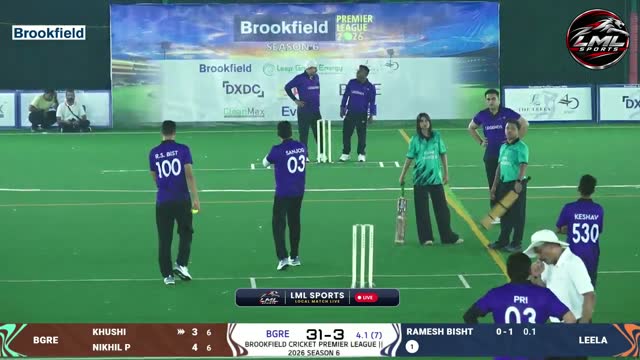 Brookfield
Brookfield
PREMIER
LEAGUE
2026
SEASON 6
LML
SPORTS
Brookfield
Leap Green Energy
DXDC
CleanMax
R.S. BIST
100
SANJOG
03
KESHAV
530
PRI
03
LML SPORTS
LOCAL MATCH LIVE
LIVE
BGRE
KHUSHI
3
6
NIKHIL P
4
6
BGRE
31-3
4.1 (7)
BROOKFIELD CRICKET PREMIER LEAGUE ||
2026 SEASON 6
RAMESH BISHT
0 - 1
0.1
1
LEELA